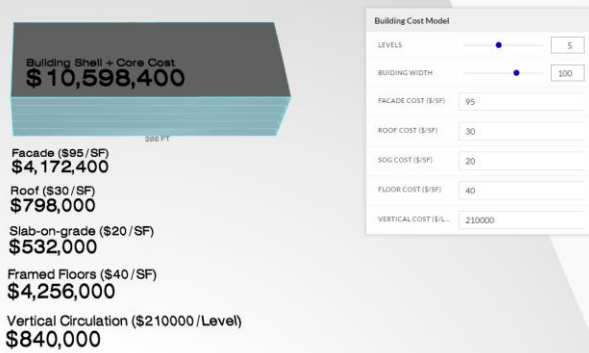 Building Shell + Core Cost
$10,598,400
Facade ($95/SF)
$4,172,400
Roof ($30/SF)
$798,000
Slab-on-grade ($20/SF)
$532,000
Framed Floors ($40/SF)
$4,256,000
Vertical Circulation ($210000/Level)
$840,000
Building Cost Model
LEVELS 5
BUIDING WIDTH 100
FACADE COST ($/SF) 95
ROOF COST ($/SF) 30
SOG COST ($/SF) 20
FLOOR COST ($/SF) 40
VERTICAL COST ($/L... 210000